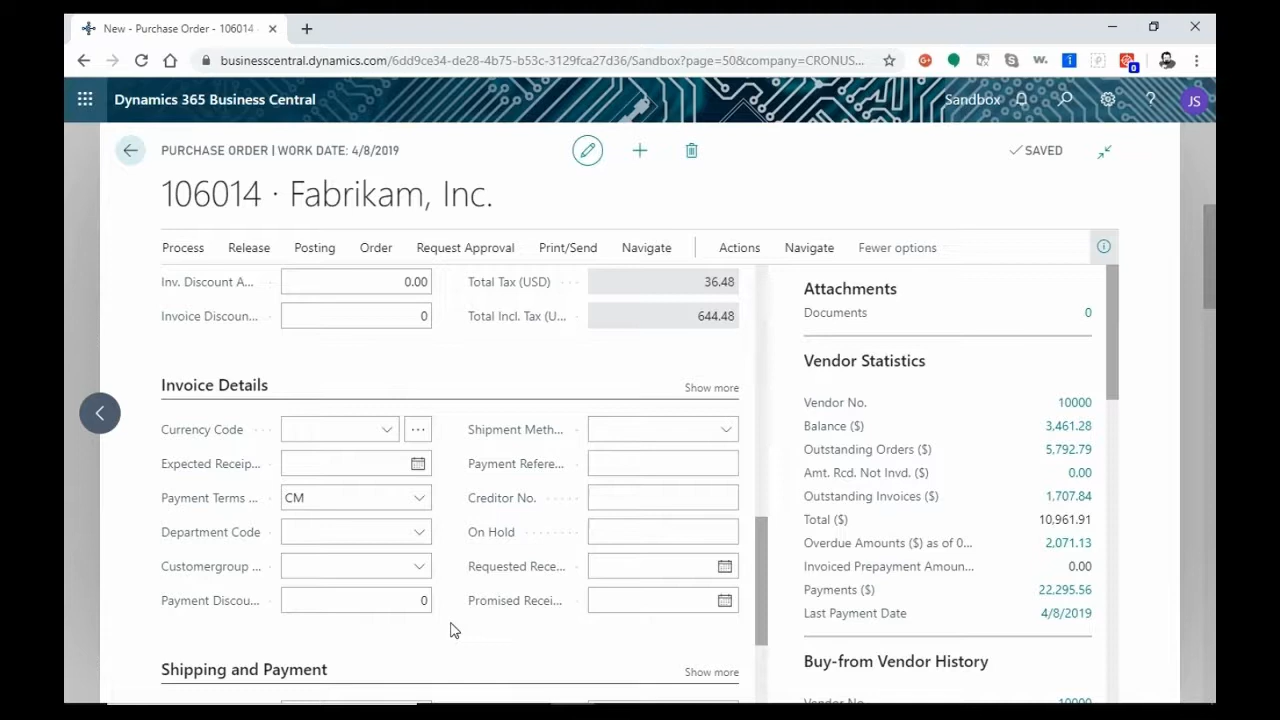 New - Purchase Order - 106014
businesscentral.dynamics.com/
Sandbox?page=50&company=CRONUS...
Dynamics 365 Business Central
Sandbox
JS
PURCHASE ORDER | WORK DATE: 4/8/2019
SAVED
106014 · Fabrikam, Inc.
Process Release Posting Order Request Approval Print/Send Navigate Actions Navigate Fewer options
Inv. Discount A... 0.00 Total Tax (USD) 36.48
Invoice Discoun... 0 Total Incl. Tax (U... 644.48
Invoice Details Show more
Currency Code Shipment Meth...
Expected Receip... Payment Refere...
Payment Terms ... CM Creditor No.
Department Code On Hold
Customergroup ... Requested Rece...
Payment Discou... 0 Promised Recei...
Shipping and Payment Show more
Attachments
Documents 0
Vendor Statistics
Vendor No. 10000
Balance ($) 3,461.28
Outstanding Orders ($) 5,792.79
Amt. Rcd. Not Invd. ($) 0.00
Outstanding Invoices ($) 1,707.84
Total ($) 10,961.91
Overdue Amounts ($) as of 0... 2,071.13
Invoiced Prepayment Amoun... 0.00
Payments ($) 22,295.56
Last Payment Date 4/8/2019
Buy-from Vendor History
Vendor No. 10000